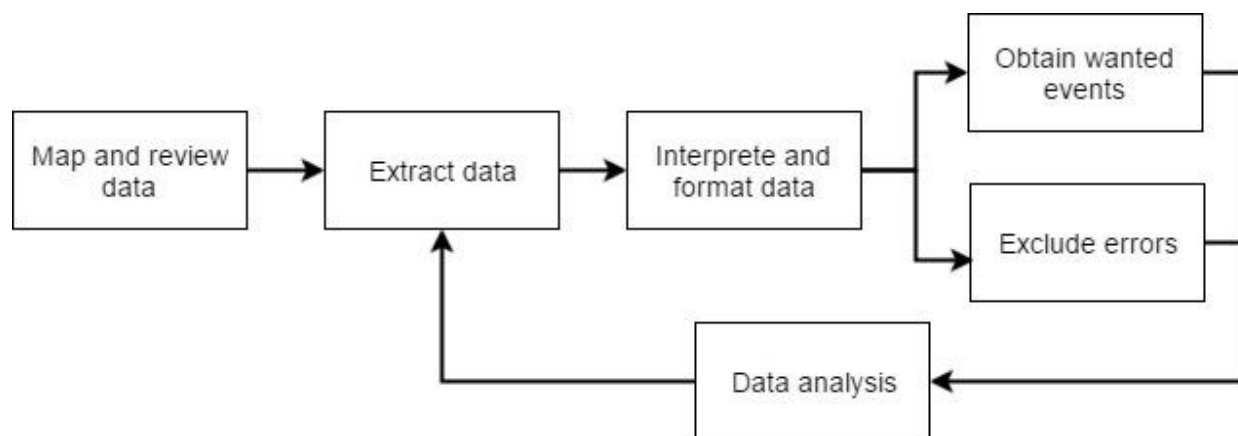 Map and review
data
Extract data
Interprete and
format data
Obtain wanted
events
Exclude errors
Data analysis